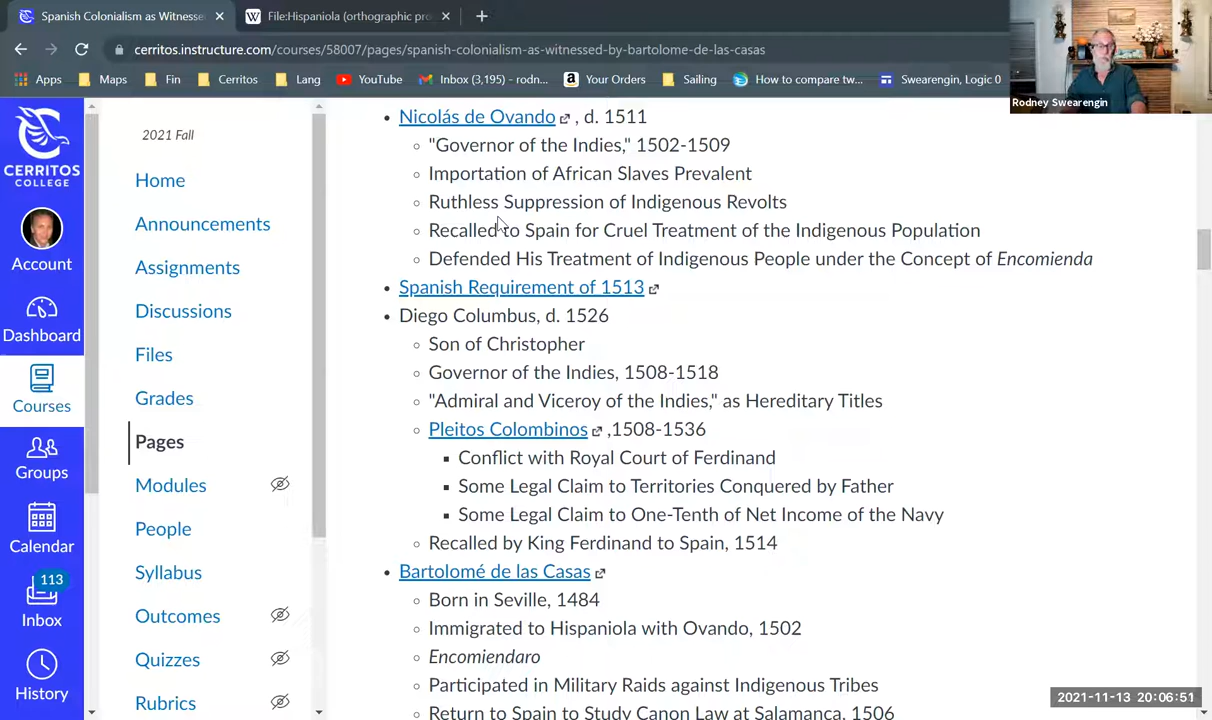 Spanish Colonialism as Witnesse
File:Hispaniola (orthographic pro
cerritos.instructure.com/courses/58007/pages/spanish-colonialism-as-witnessed-by-bartolome-de-las-casas
Apps
Maps
Fin
Cerritos
Lang
YouTube
Inbox (3,195) - rodn...
Your Orders
Sailing
How to compare tw...
Swearengin, Logic 0
Rodney Swearengin
CERRITOS
COLLEGE
Account
Dashboard
Courses
Groups
Calendar
113
Inbox
History
2021 Fall
Home
Announcements
Assignments
Discussions
Files
Grades
Pages
Modules
People
Syllabus
Outcomes
Quizzes
Rubrics
Nicolás de Ovando , d. 1511
"Governor of the Indies," 1502-1509
Importation of African Slaves Prevalent
Ruthless Suppression of Indigenous Revolts
Recalled to Spain for Cruel Treatment of the Indigenous Population
Defended His Treatment of Indigenous People under the Concept of Encomienda
Spanish Requirement of 1513
Diego Columbus, d. 1526
Son of Christopher
Governor of the Indies, 1508-1518
"Admiral and Viceroy of the Indies," as Hereditary Titles
Pleitos Colombinos ,1508-1536
Conflict with Royal Court of Ferdinand
Some Legal Claim to Territories Conquered by Father
Some Legal Claim to One-Tenth of Net Income of the Navy
Recalled by King Ferdinand to Spain, 1514
Bartolomé de las Casas
Born in Seville, 1484
Immigrated to Hispaniola with Ovando, 1502
Encomiendaro
Participated in Military Raids against Indigenous Tribes
Return to Spain to Study Canon Law at Salamanca, 1506
2021-11-13 20:06:51